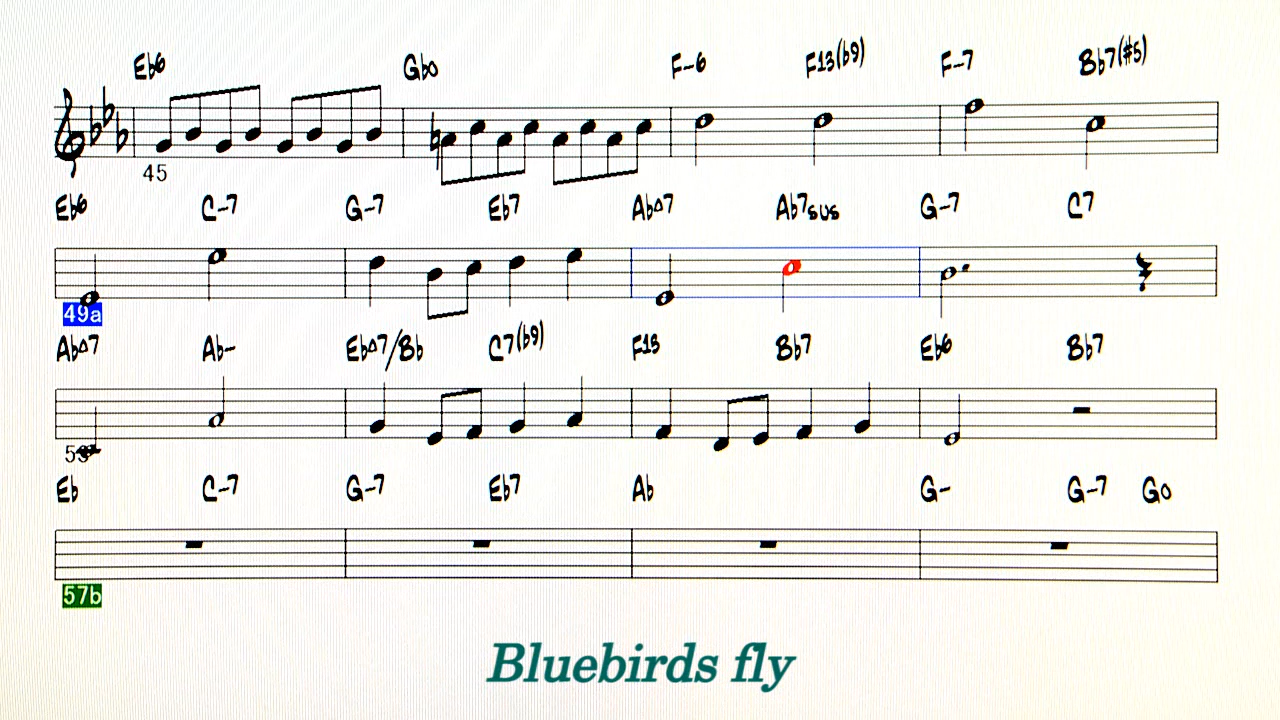 Eb6 Gbo F-6 F13(b9) F-7 Bb7(#5)
45
Eb6 C-7 G-7 Eb7 Ab∆7 Ab7sus G-7 C7
49a
Ab∆7 Ab- Eb∆7/Bb C7(b9) F13 Bb7 Eb6 Bb7
53
Eb C-7 G-7 Eb7 Ab G- G-7 Go
57b
Bluebirds fly